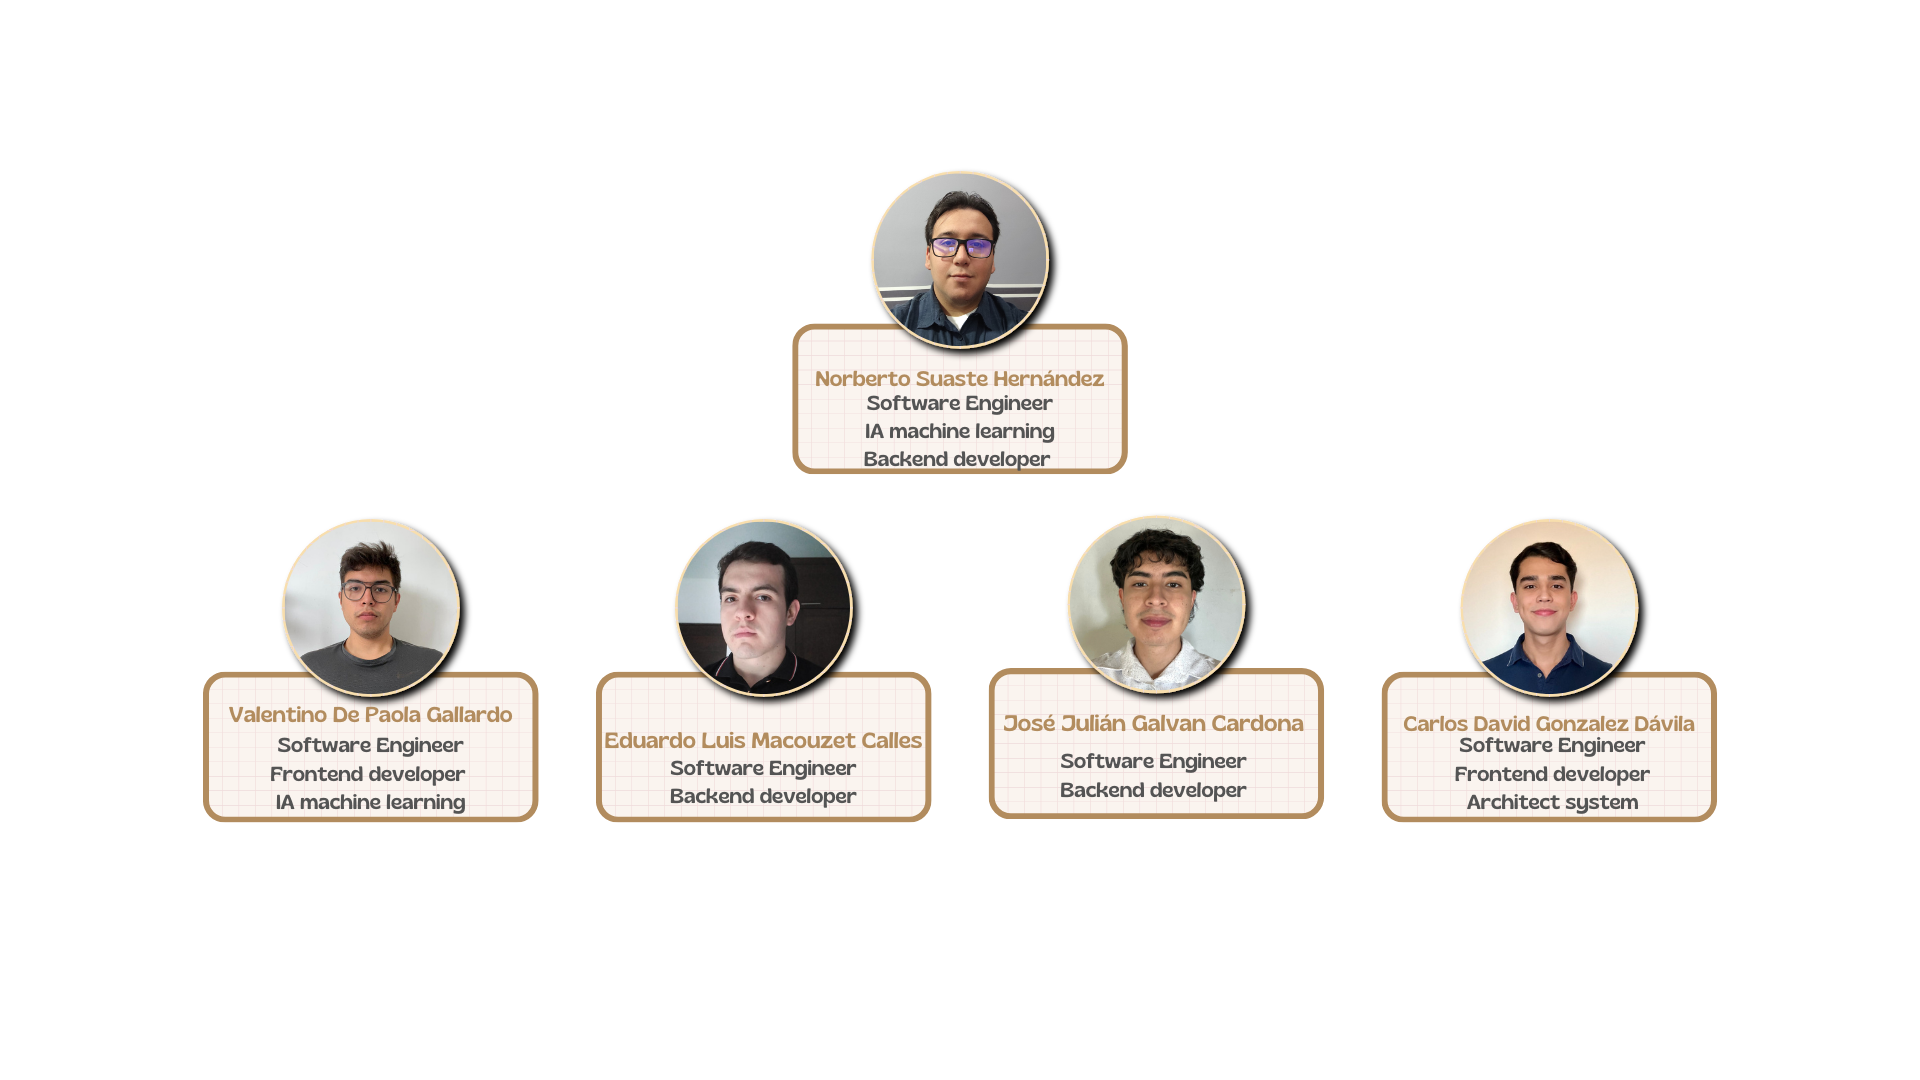 Norberto Suaste Hernández
Software Engineer
IA machine learning
Backend developer
Valentino De Paola Gallardo
Software Engineer
Frontend developer
IA machine learning
Eduardo Luis Macouzet Calles
Software Engineer
Backend developer
José Julián Galvan Cardona
Software Engineer
Backend developer
Carlos David Gonzalez Dávila
Software Engineer
Frontend developer
Architect system